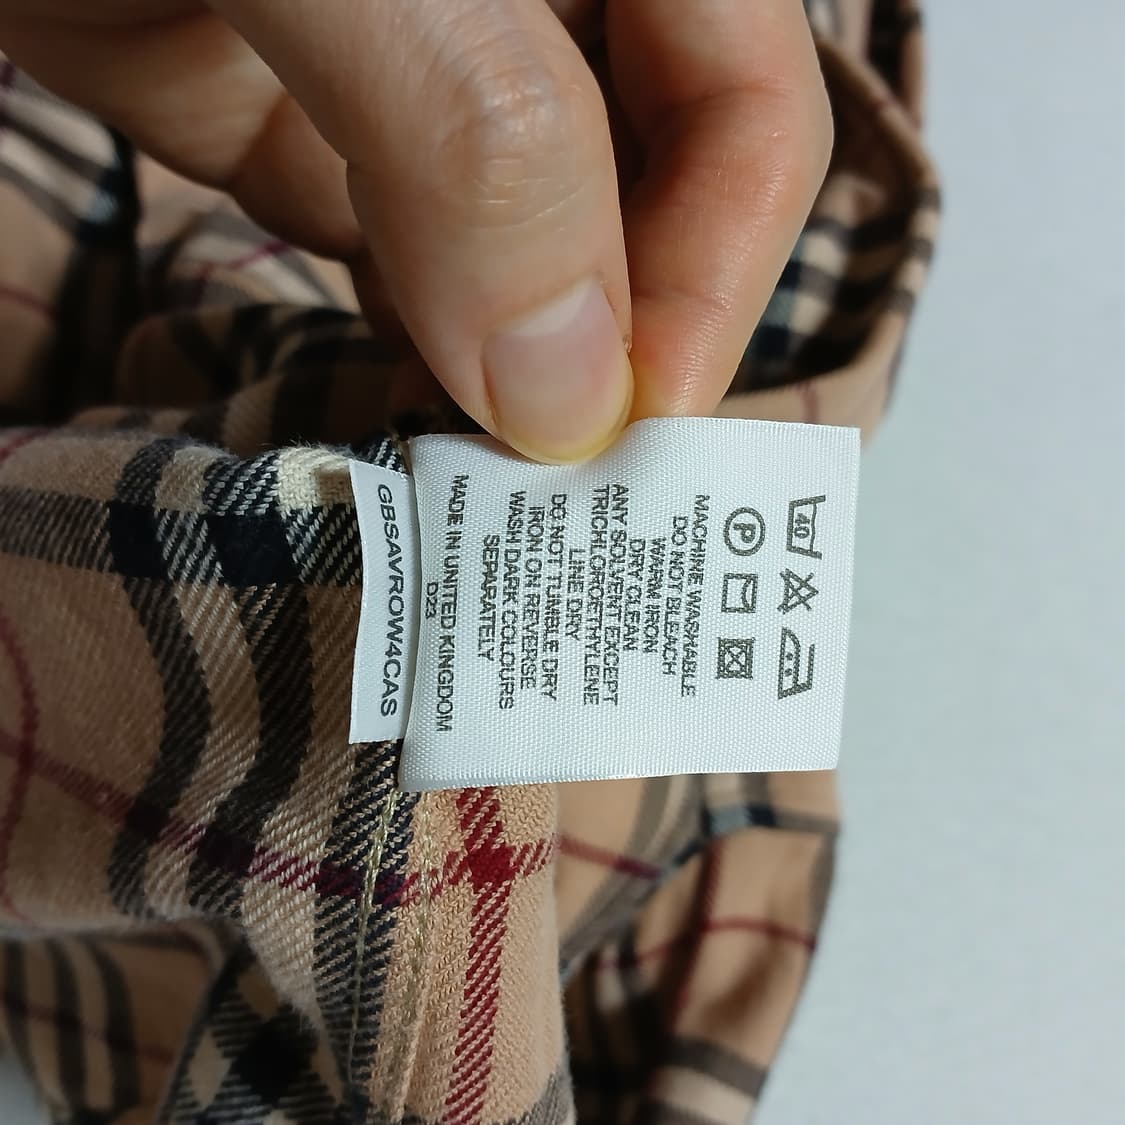 40
P
MACHINE WASHABLE
DO NOT BLEACH
WARM IRON
DRY CLEAN
ANY SOLVENT EXCEPT
TRICHLOROETHYLENE
LINE DRY
DO NOT TUMBLE DRY
IRON ON REVERSE
WASH DARK COLOURS
SEPARATELY
MADE IN UNITED KINGDOM
D23
GBSAVROW4CAS